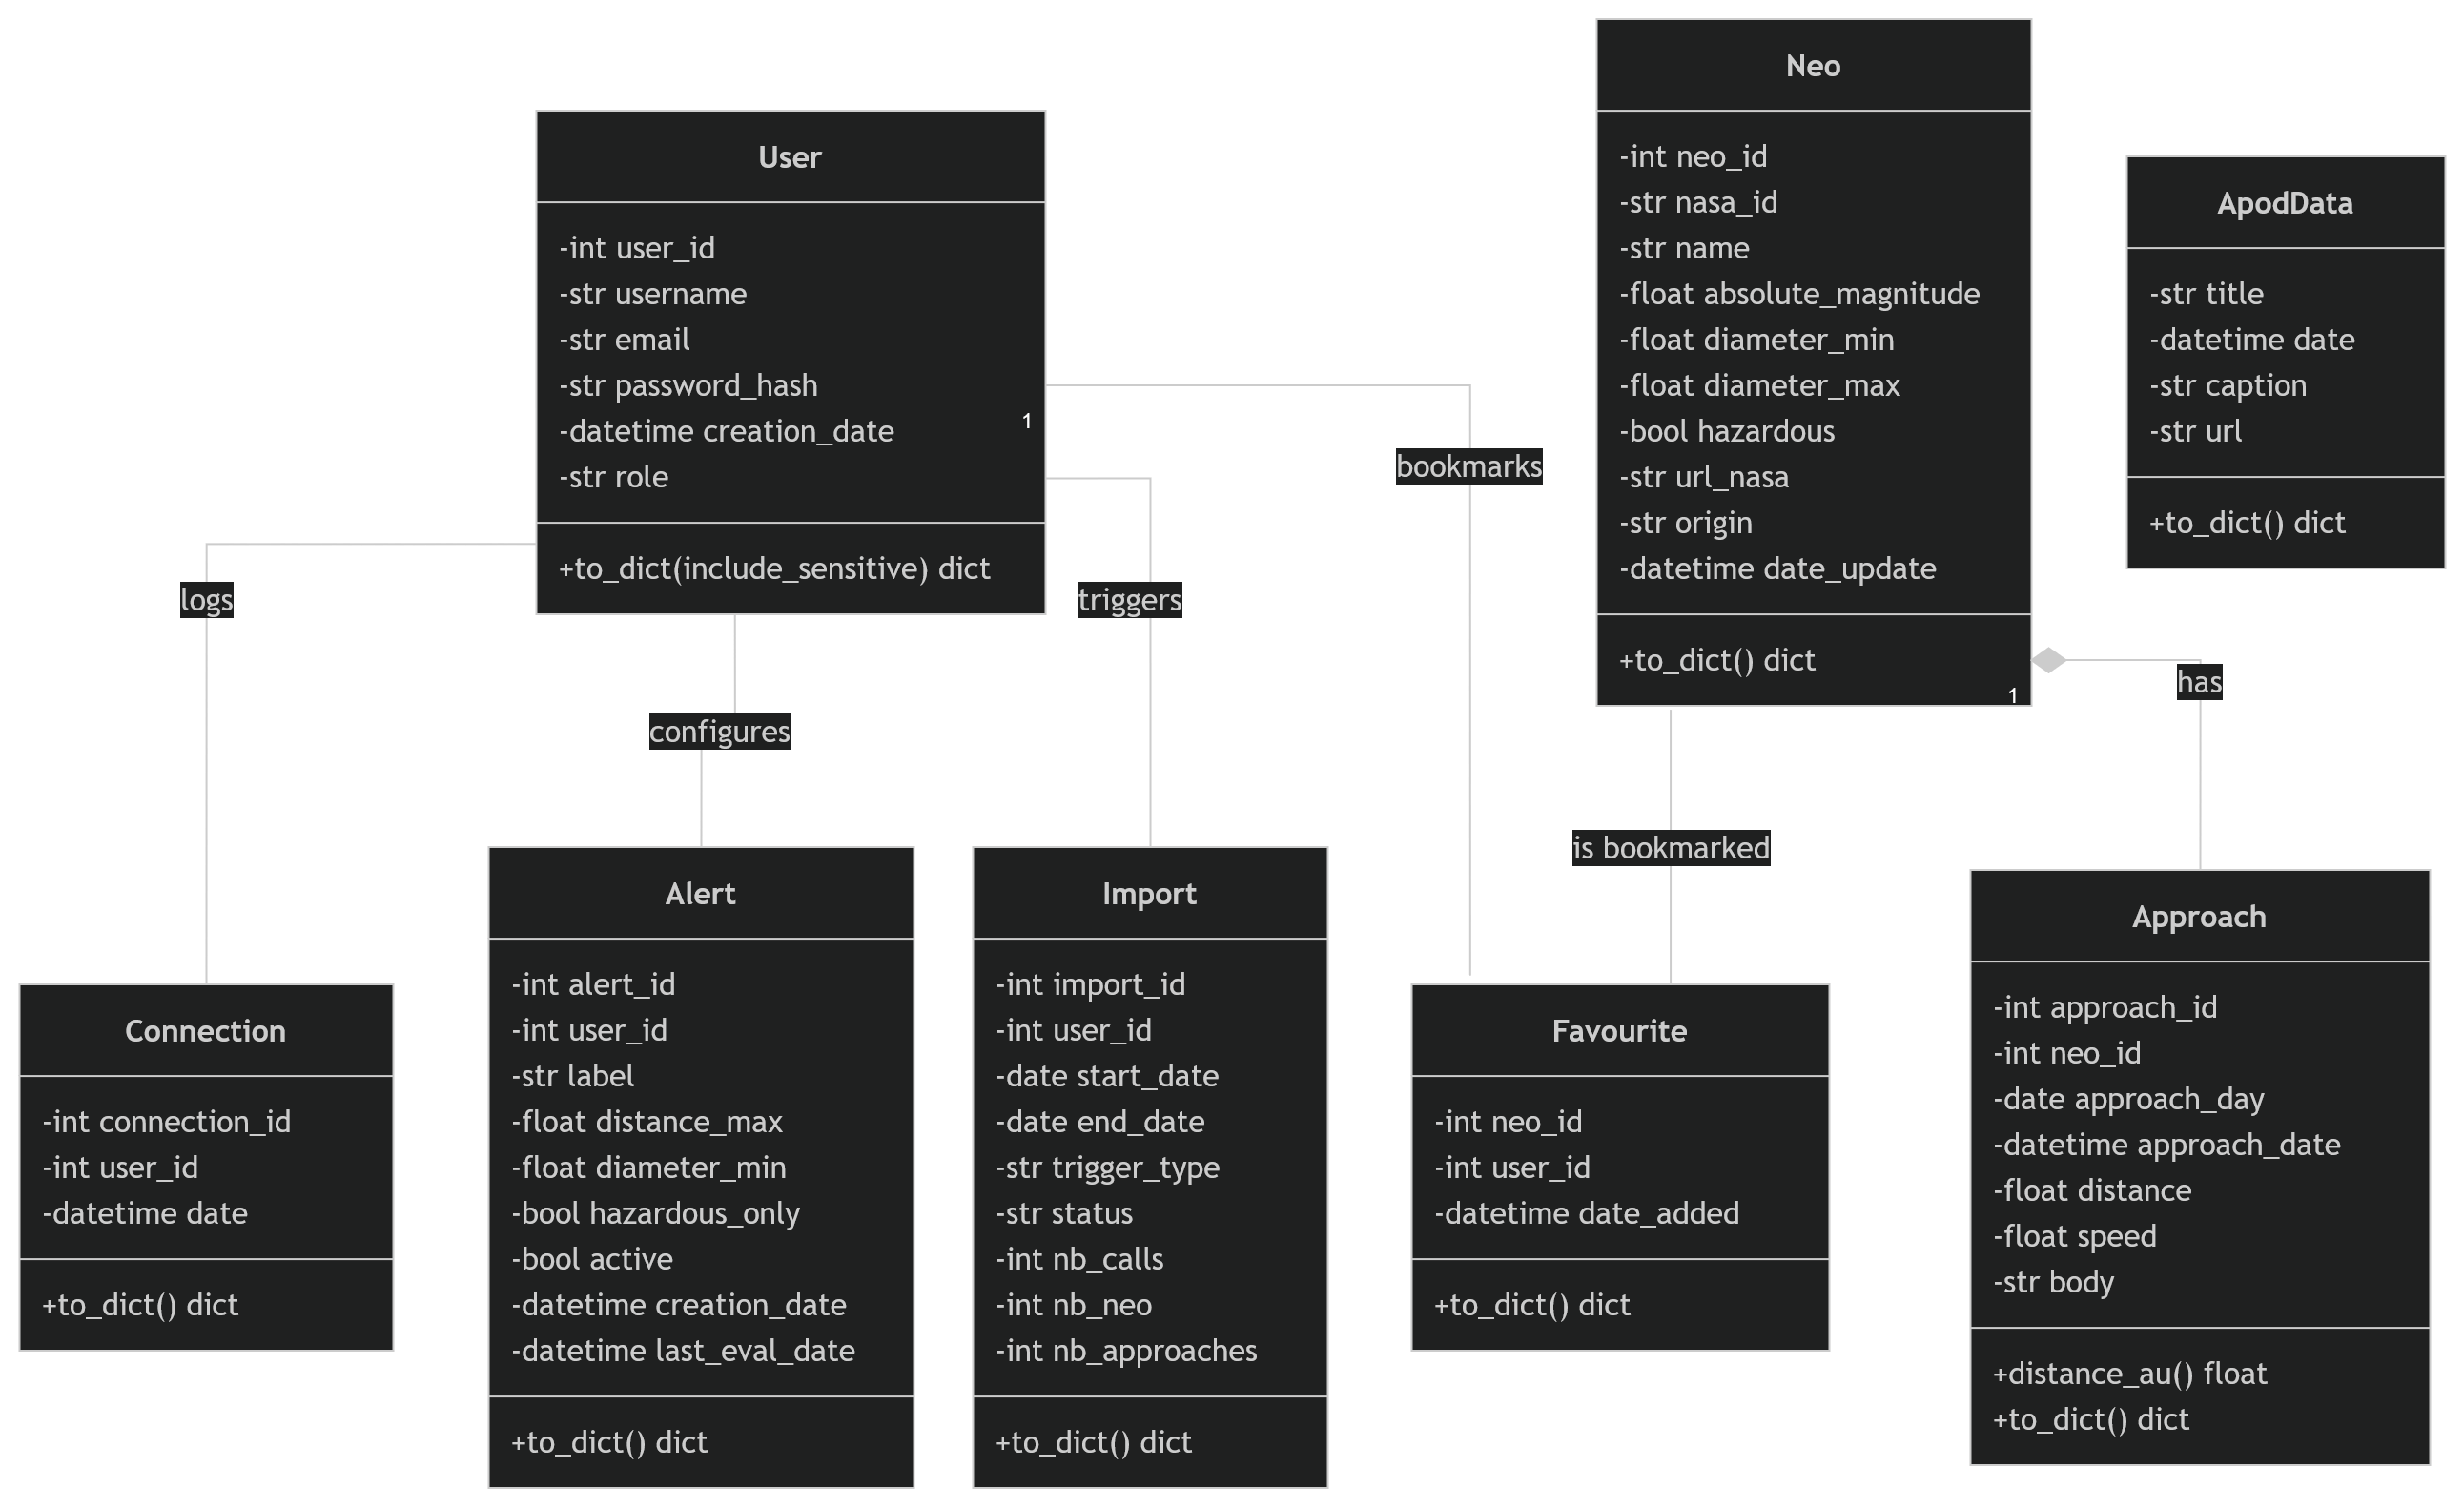 User
-int user_id
-str username
-str email
-str password_hash
-datetime creation_date
-str role
+to_dict(include_sensitive) dict
1
Neo
-int neo_id
-str nasa_id
-str name
-float absolute_magnitude
-float diameter_min
-float diameter_max
-bool hazardous
-str url_nasa
-str origin
-datetime date_update
+to_dict() dict
1
ApodData
-str title
-datetime date
-str caption
-str url
+to_dict() dict
logs
configures
triggers
bookmarks
is bookmarked
has
Connection
-int connection_id
-int user_id
-datetime date
+to_dict() dict
Alert
-int alert_id
-int user_id
-str label
-float distance_max
-float diameter_min
-bool hazardous_only
-bool active
-datetime creation_date
-datetime last_eval_date
+to_dict() dict
Import
-int import_id
-int user_id
-date start_date
-date end_date
-str trigger_type
-str status
-int nb_calls
-int nb_neo
-int nb_approaches
+to_dict() dict
Favourite
-int neo_id
-int user_id
-datetime date_added
+to_dict() dict
Approach
-int approach_id
-int neo_id
-date approach_day
-datetime approach_date
-float distance
-float speed
-str body
+distance_au() float
+to_dict() dict